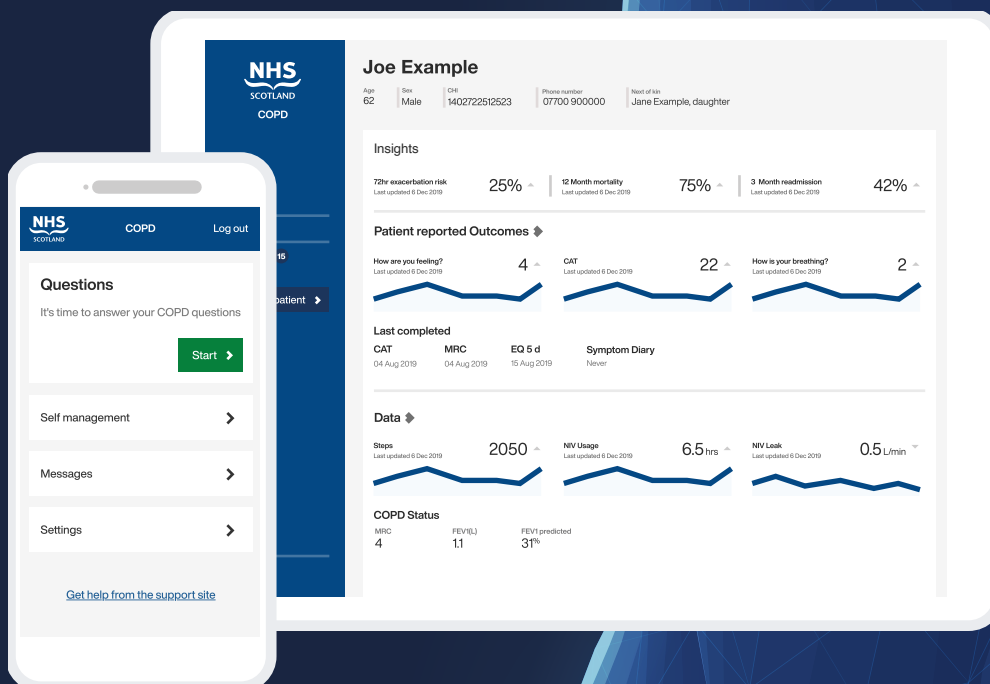 NHS
SCOTLAND
COPD
15
patient
Joe Example
Age Sex CHI Phone number Next of kin
62 Male 1402722512523 07700 900000 Jane Example, daughter
Insights
72hr exacerbation risk 25% 12 Month mortality 75% 3 Month readmission 42%
Last updated 6 Dec 2019 Last updated 6 Dec 2019 Last updated 6 Dec 2019
Patient reported Outcomes
How are you feeling? 4 CAT 22 How is your breathing? 2
Last updated 6 Dec 2019 Last updated 6 Dec 2019 Last updated 6 Dec 2019
Last completed
CAT MRC EQ 5 d Symptom Diary
04 Aug 2019 04 Aug 2019 15 Aug 2019 Never
Data
Steps 2050 NIV Usage 6.5 hrs NIV Leak 0.5 L/min
Last updated 6 Dec 2019 Last updated 6 Dec 2019 Last updated 6 Dec 2019
COPD Status
MRC FEV1(L) FEV1 predicted
4 1.1 31%
NHS
SCOTLAND
COPD
Log out
Questions
It's time to answer your COPD questions
Start
Self management
Messages
Settings
Get help from the support site